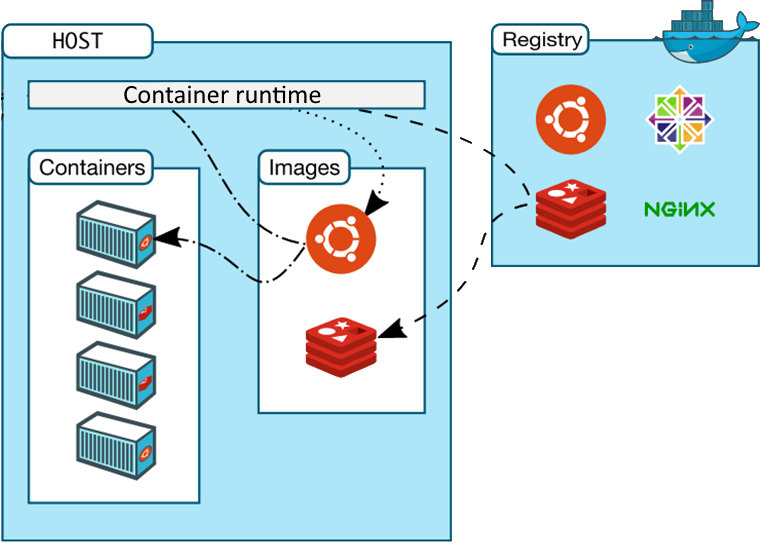 HOST
Registry
Container runtime
Containers
Images
NGiNX